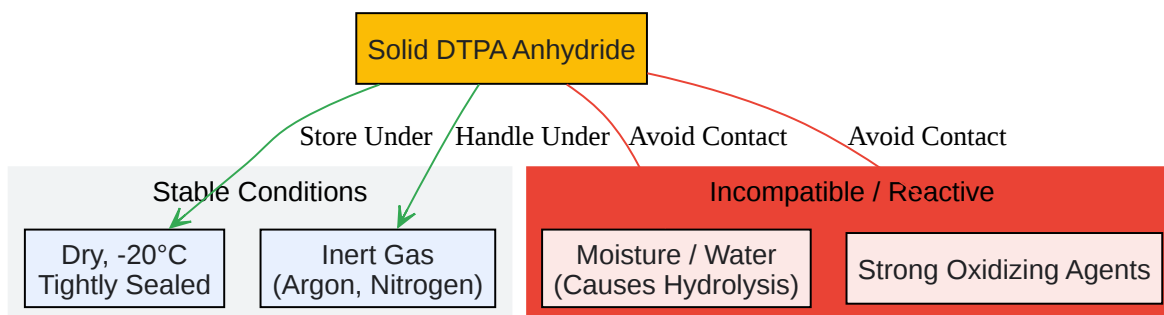 Solid DTPA Anhydride
Store Under
Handle Under
Avoid Contact
Avoid Contact
Stable Conditions
Incompatible / Reactive
Dry, -20°C
Tightly Sealed
Inert Gas
(Argon, Nitrogen)
Moisture / Water
(Causes Hydrolysis)
Strong Oxidizing Agents